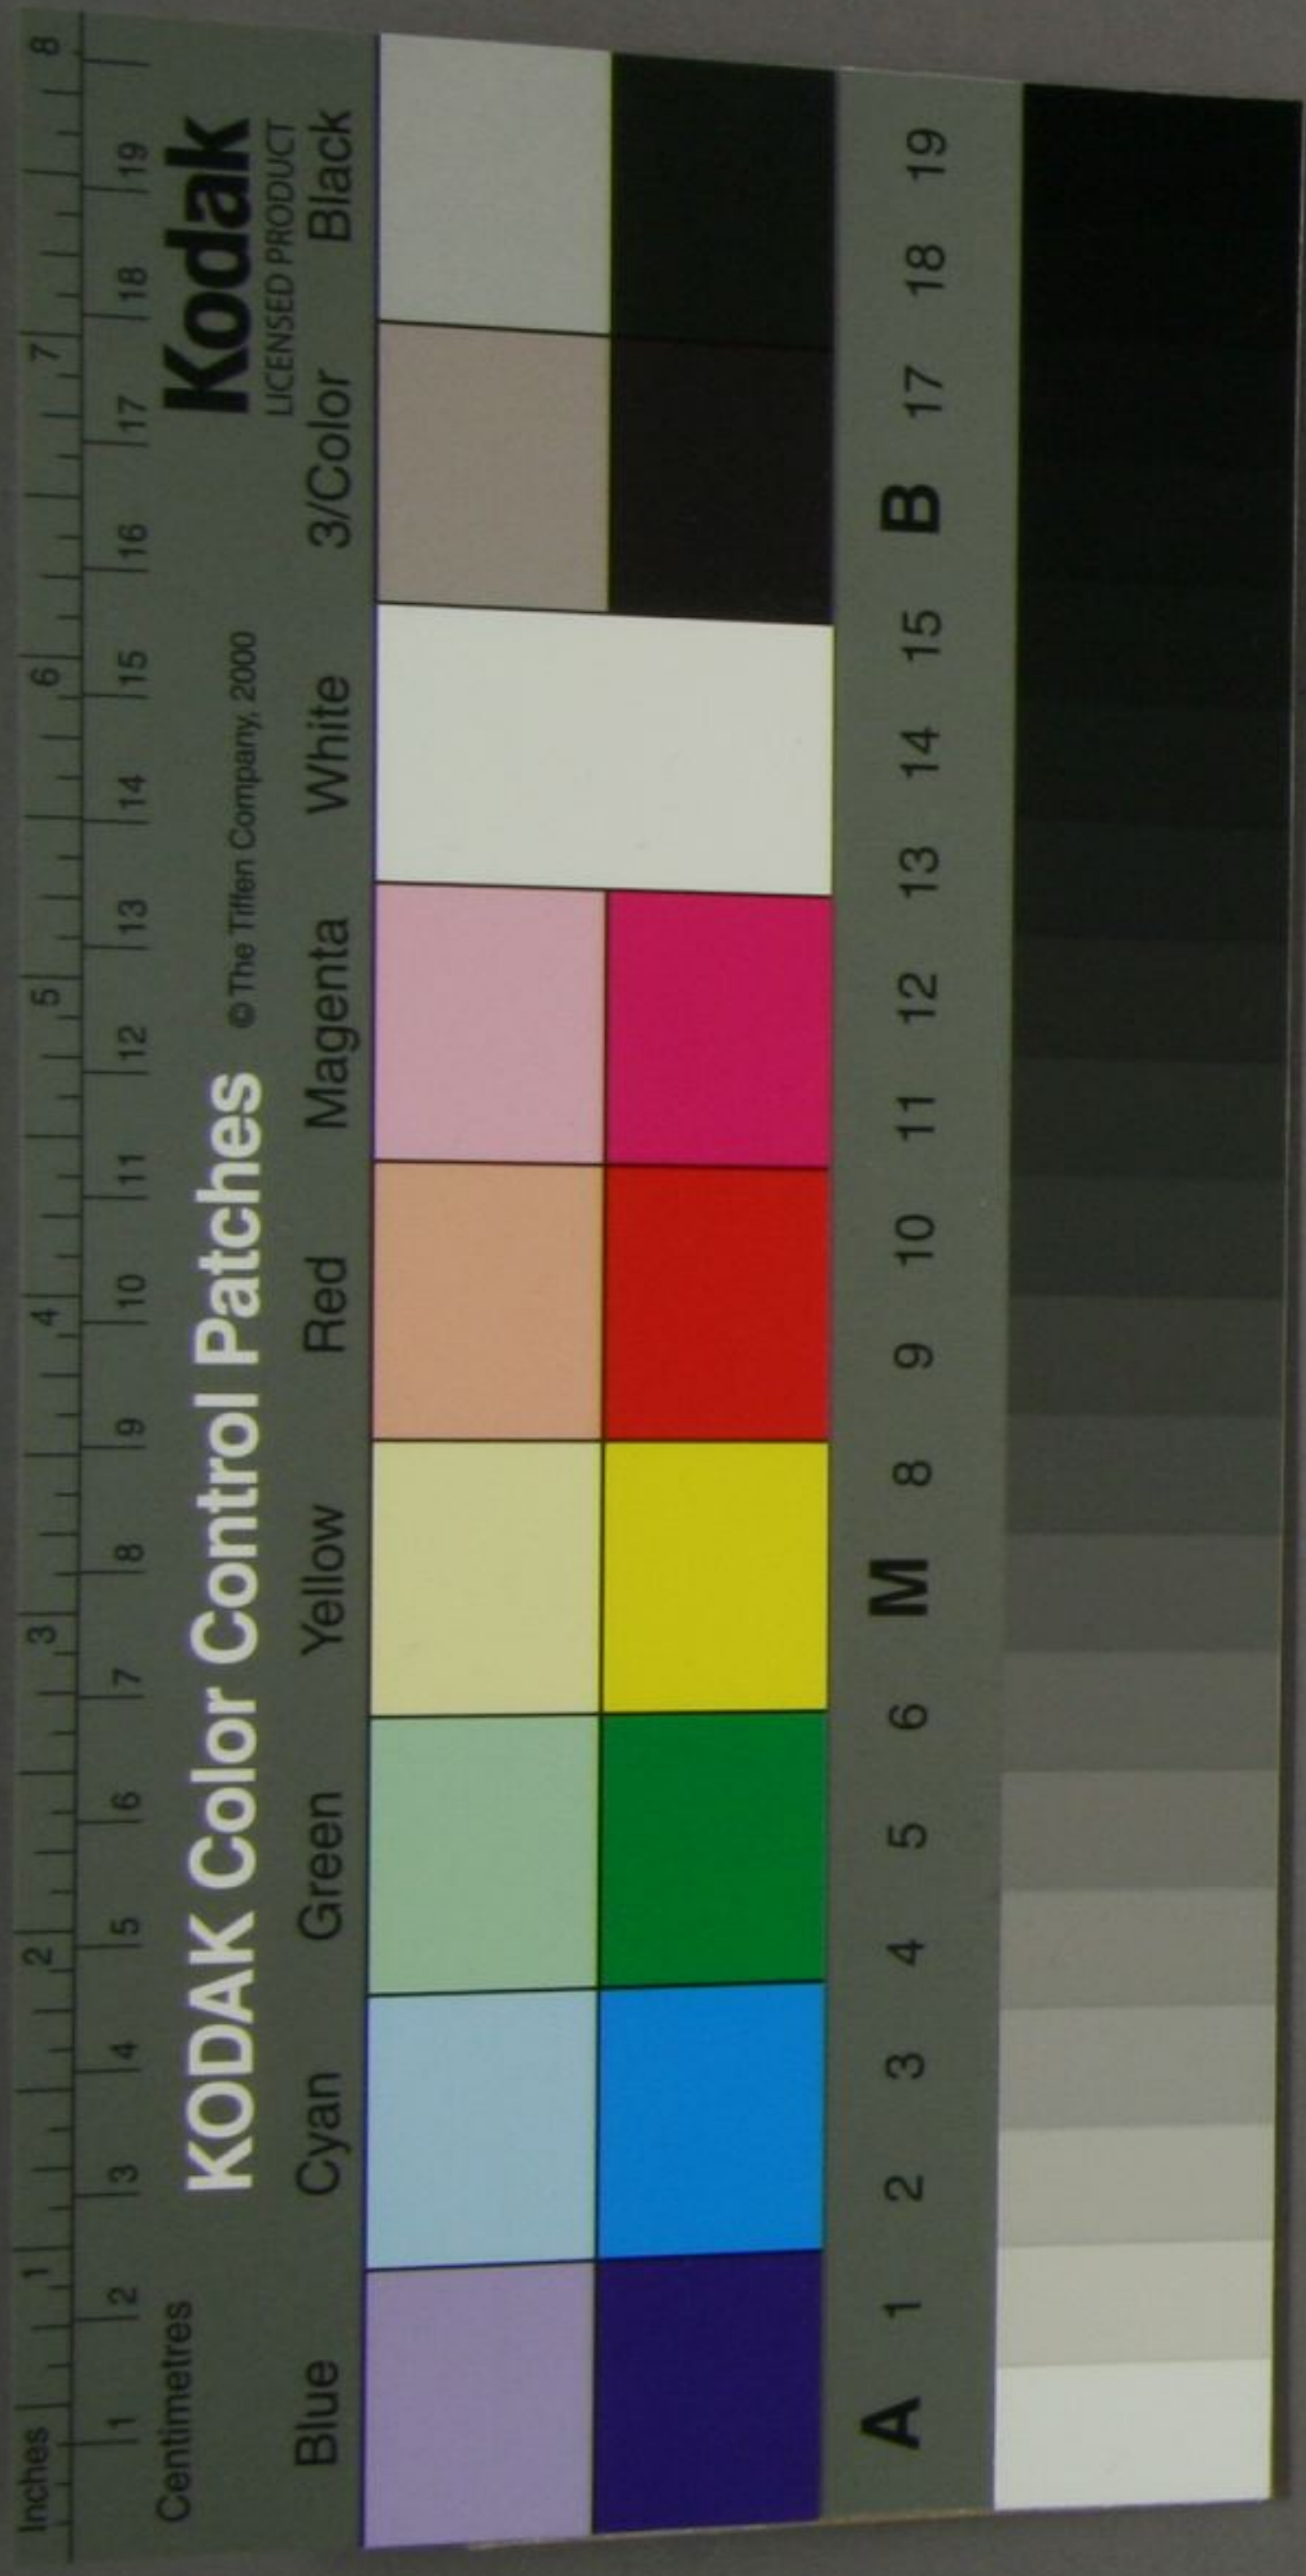 Inches 1 2 3 4 5 6 7 8
1 2 3 4 5 6 7 8 9 10 11 12 13 14 15 16 17 18 19
Centimetres
KODAK Color Control Patches © The Tiffen Company, 2000 Kodak
LICENSED PRODUCT
Blue Cyan Green Yellow Red Magenta White 3/Color Black
A 1 2 3 4 5 6 M 8 9 10 11 12 13 14 15 B 17 18 19